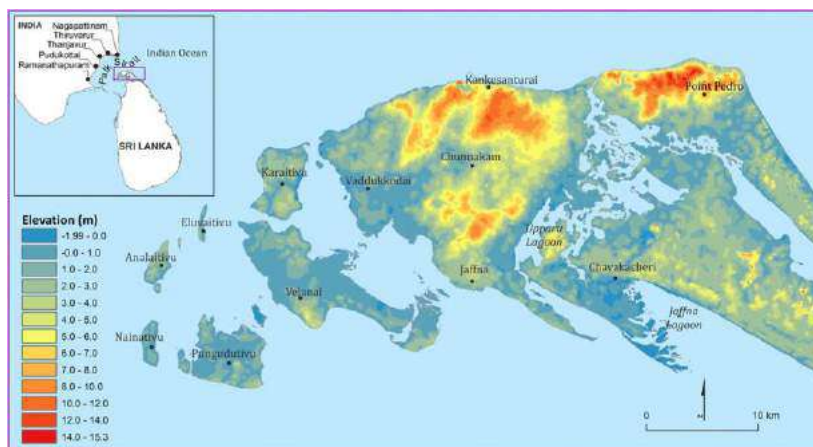 INDIA
Nagapattinam
Thiruvarur
Thanjavur
Pudukottai
Ramanathapuram
Palk
Strait
Indian Ocean
SRI LANKA
Kankesanturai
Point Pedro
Chunnakam
Karaitivu
Vaddukkodai
Elevation (m)
-1.99 - 0.0
-0.0 - 1.0
1.0 - 2.0
2.0 - 3.0
3.0 - 4.0
4.0 - 5.0
5.0 - 6.0
6.0 - 7.0
7.0 - 8.0
8.0 - 10.0
10.0 - 12.0
12.0 - 14.0
14.0 - 15.3
Eluvaitivu
Analaitivu
Upparu
Lagoon
Jaffna
Chavakacheri
Velanai
Jaffna
Lagoon
Nainativu
Pungudutivu
0
10 km